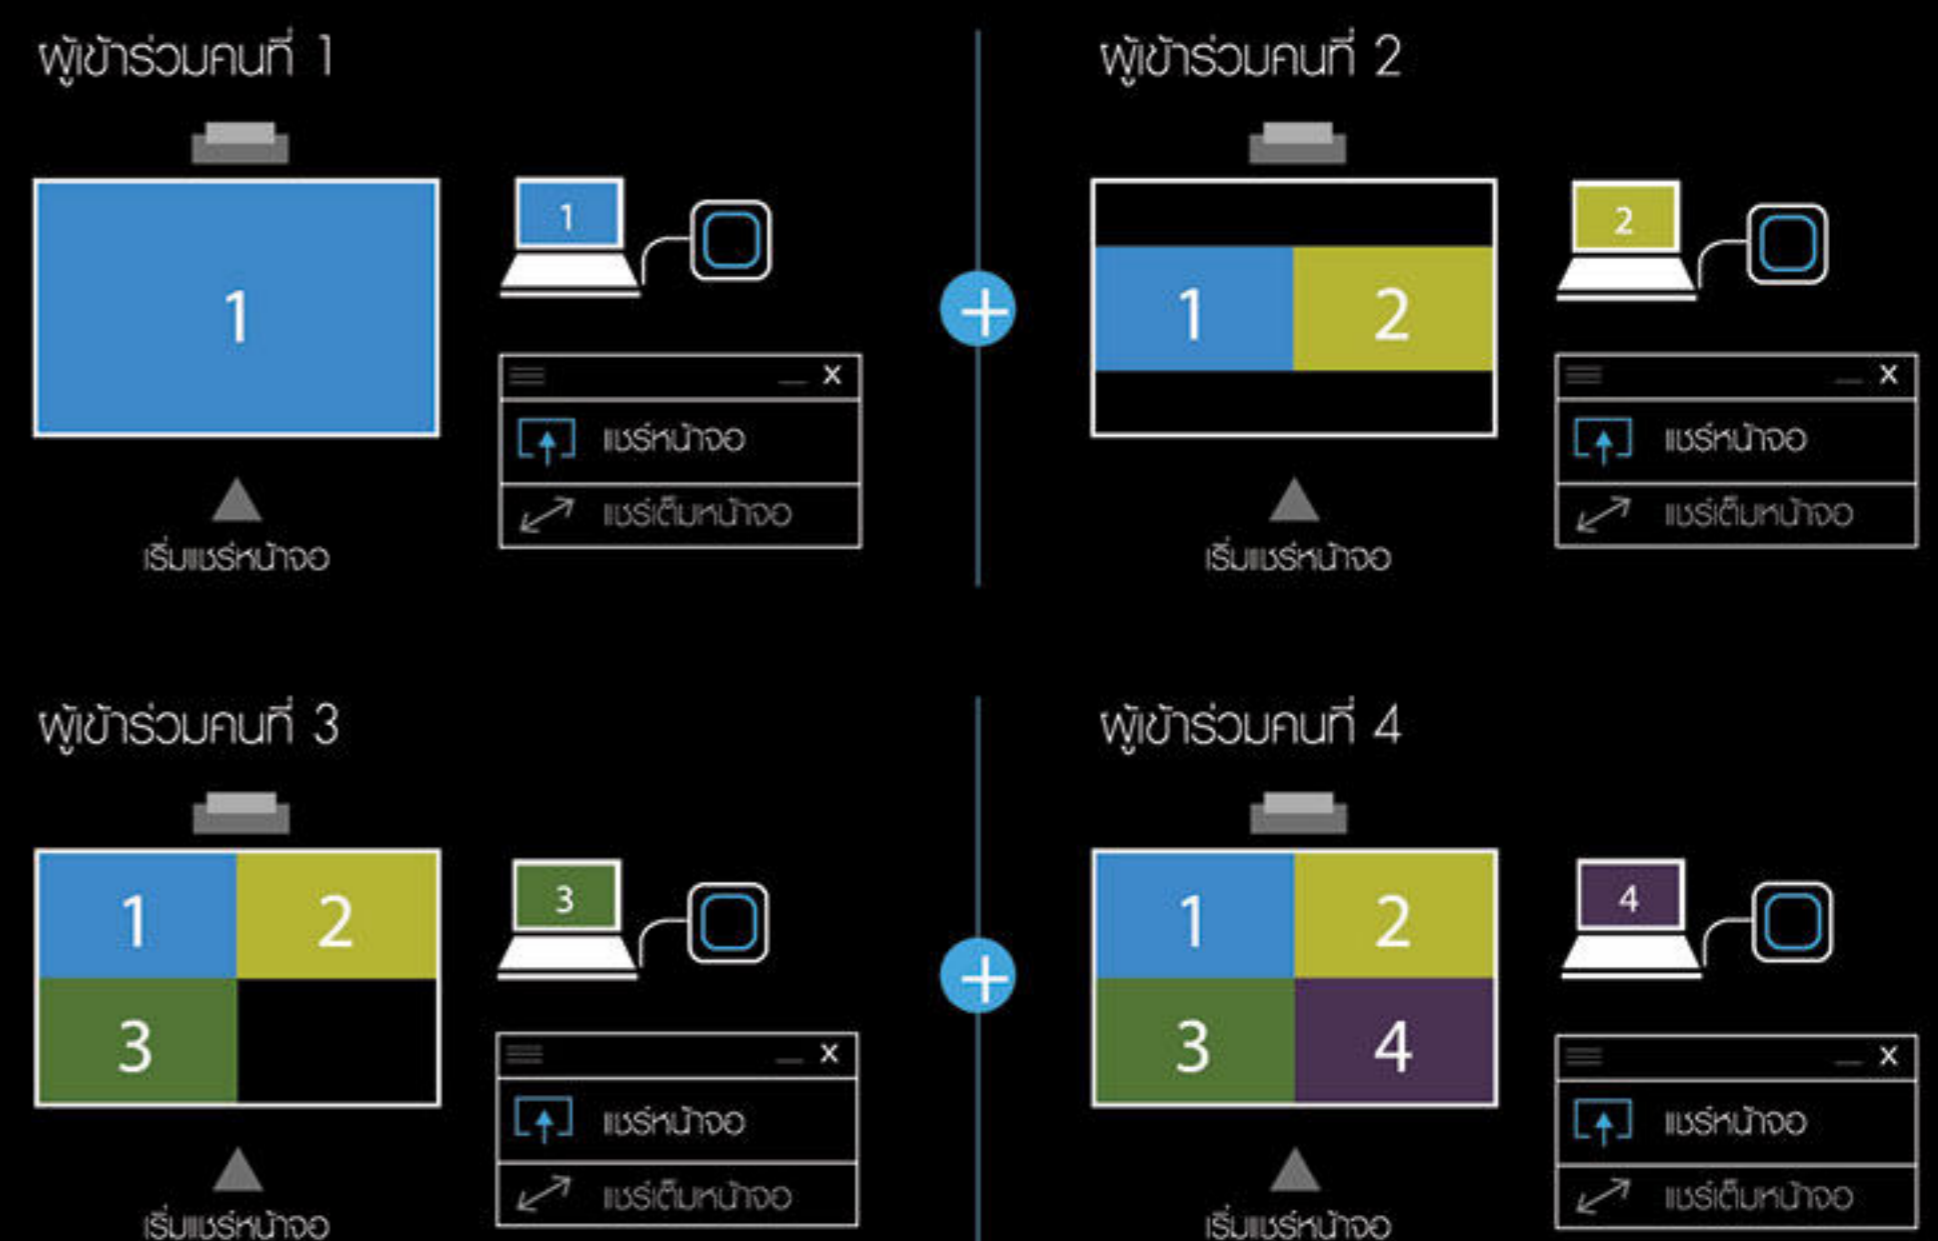 ผู้เข้าร่วมคนที่ 1
1
1
X
แชร์หน้าจอ
แชร์เต็มหน้าจอ
เริ่มแชร์หน้าจอ
+
ผู้เข้าร่วมคนที่ 2
1 2
2
X
แชร์หน้าจอ
แชร์เต็มหน้าจอ
เริ่มแชร์หน้าจอ
ผู้เข้าร่วมคนที่ 3
1 2
3
3
X
แชร์หน้าจอ
แชร์เต็มหน้าจอ
เริ่มแชร์หน้าจอ
+
ผู้เข้าร่วมคนที่ 4
1 2
3 4
4
X
แชร์หน้าจอ
แชร์เต็มหน้าจอ
เริ่มแชร์หน้าจอ